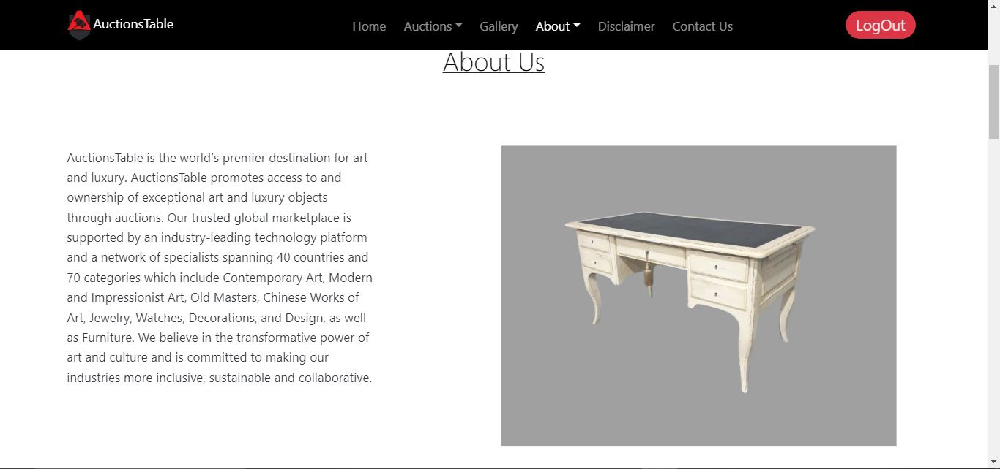 AuctionsTable
Home Auctions Gallery About Disclaimer Contact Us
LogOut
About Us
AuctionsTable is the world’s premier destination for art
and luxury. AuctionsTable promotes access to and
ownership of exceptional art and luxury objects
through auctions. Our trusted global marketplace is
supported by an industry-leading technology platform
and a network of specialists spanning 40 countries and
70 categories which include Contemporary Art, Modern
and Impressionist Art, Old Masters, Chinese Works of
Art, Jewelry, Watches, Decorations, and Design, as well
as Furniture. We believe in the transformative power of
art and culture and is committed to making our
industries more inclusive, sustainable and collaborative.